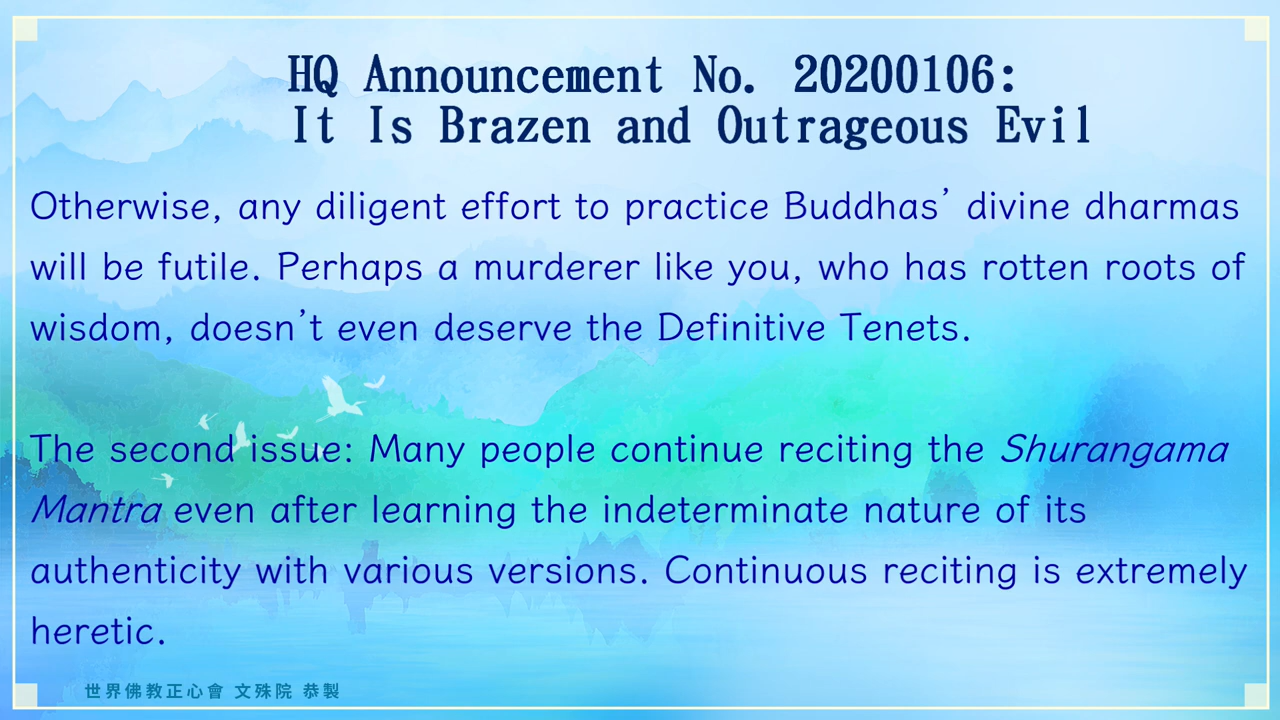 HQ Announcement No. 20200106:
It Is Brazen and Outrageous Evil
Otherwise, any diligent effort to practice Buddhas’ divine dharmas
will be futile. Perhaps a murderer like you, who has rotten roots of
wisdom, doesn’t even deserve the Definitive Tenets.
The second issue: Many people continue reciting the Shurangama
Mantra even after learning the indeterminate nature of its
authenticity with various versions. Continuous reciting is extremely
heretic.
世界佛教正心會 文殊院 恭製